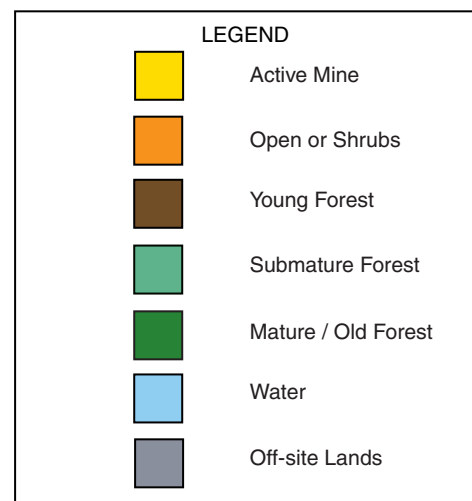 LEGEND
Active Mine
Open or Shrubs
Young Forest
Submature Forest
Mature / Old Forest
Water
Off-site Lands